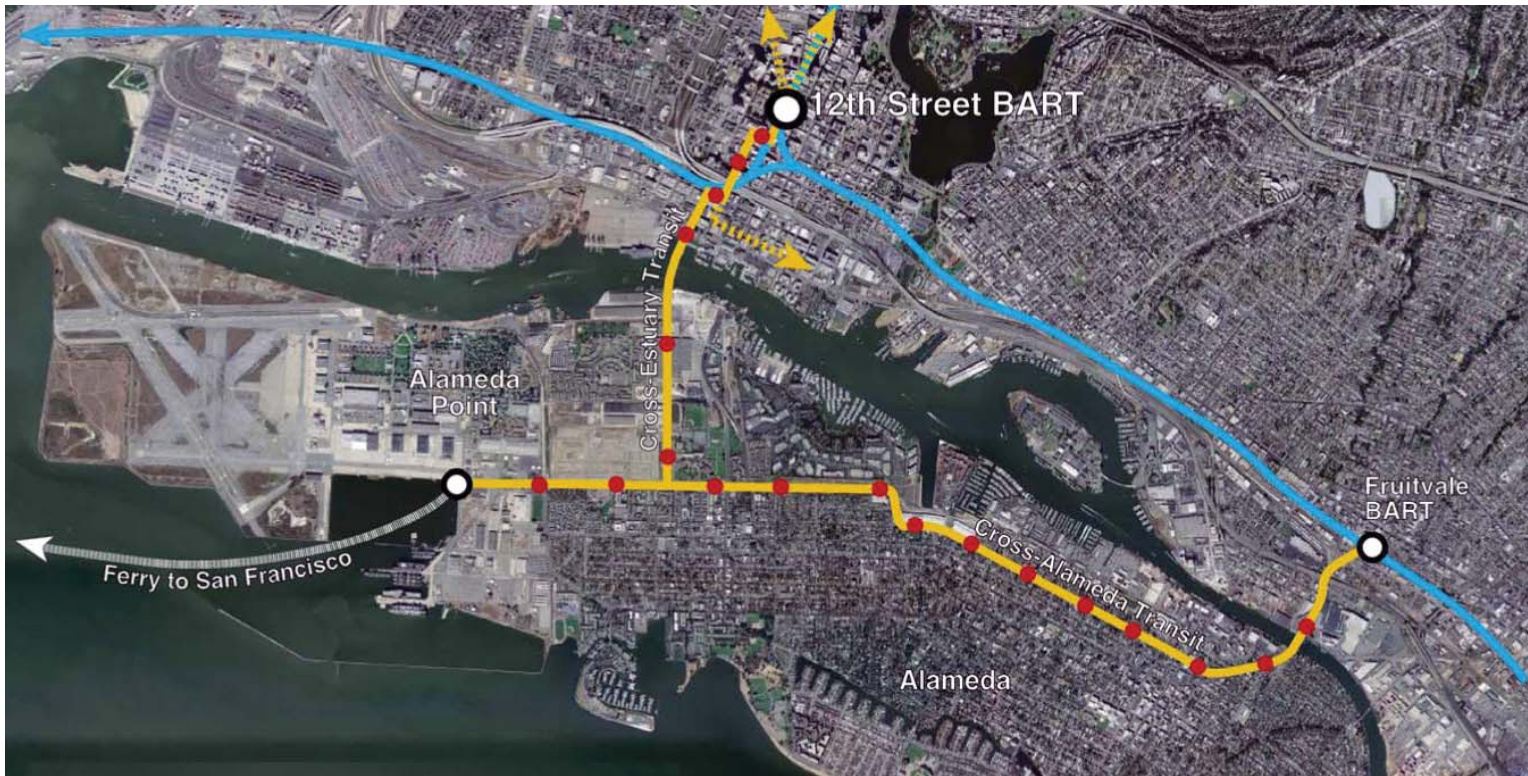 12th Street BART
Cross-Estuary Transit
Alameda
Point
Fruitvale
BART
Ferry to San Francisco
Cross-Alameda Transit
Alameda